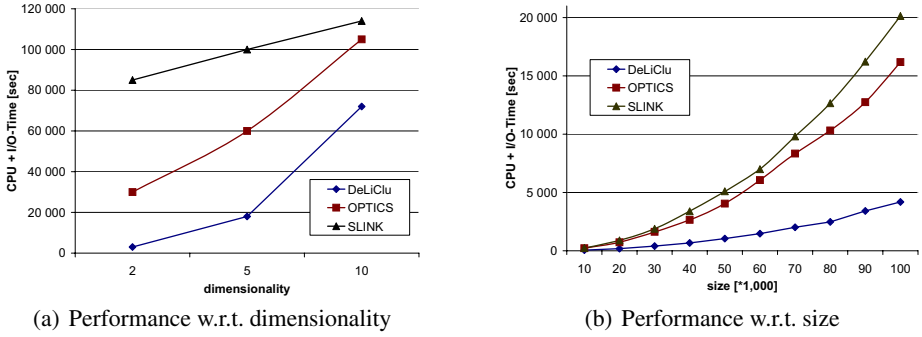 120 000
100 000
80 000
60 000
40 000
20 000
0
CPU + I/O-Time [sec]
2
5
10
dimensionality
DeLiClu
OPTICS
SLINK
(a) Performance w.r.t. dimensionality
20 000
15 000
10 000
5 000
0
CPU + I/O-Time [sec]
10 20 30 40 50 60 70 80 90 100
size [*1,000]
DeLiClu
OPTICS
SLINK
(b) Performance w.r.t. size